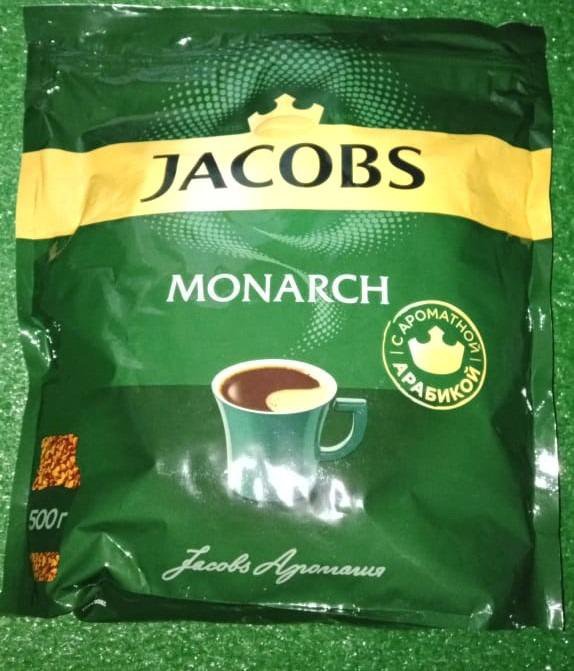 JACOBS
MONARCH
С АРОМАТНОЙ
АРАБИКОЙ
500г
Jacobs Аромагия